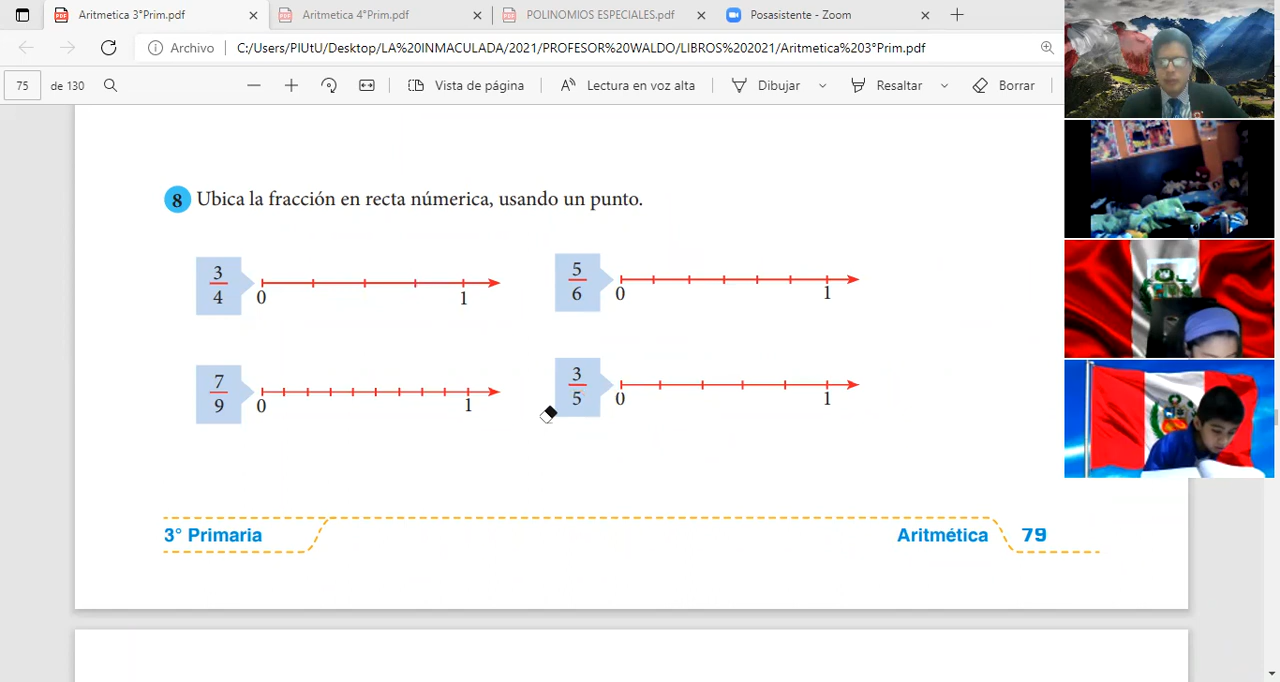 Aritmetica 3°Prim.pdf
Aritmetica 4°Prim.pdf
POLINOMIOS ESPECIALES.pdf
Posasistente - Zoom
Archivo
C:/Users/PIUtU/Desktop/LA%20INMACULADA/2021/PROFESOR%20WALDO/LIBROS%202021/Aritmetica%203°Prim.pdf
75 de 130
Vista de página
Lectura en voz alta
Dibujar
Resaltar
Borrar
8 Ubica la fracción en recta númerica, usando un punto.
3/4 0 1
5/6 0 1
7/9 0 1
3/5 0 1
3° Primaria
Aritmética 79